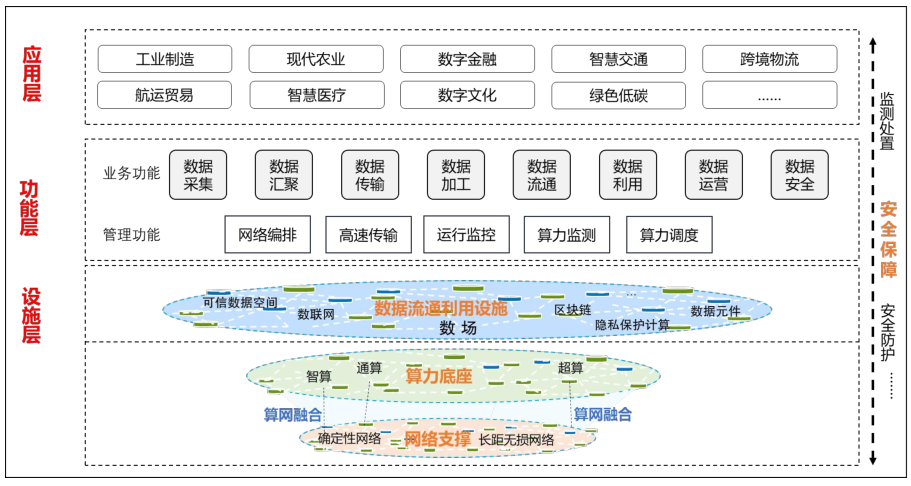 应用层
工业制造
现代农业
数字金融
智慧交通
跨境物流
航运贸易
智慧医疗
数字文化
绿色低碳
......
功能层
业务功能
数据
采集
数据
汇聚
数据
传输
数据
加工
数据
流通
数据
利用
数据
运营
数据
安全
管理功能
网络编排
高速传输
运行监控
算力监测
算力调度
设施层
可信数据空间
数联网
数据流通利用设施
数 场
区块链
...
隐私保护计算
数据元件
智算
通算
算力底座
超算
算网融合
算网融合
确定性网络
网络支撑
长距无损网络
监测处置
安全保障
安全防护
......